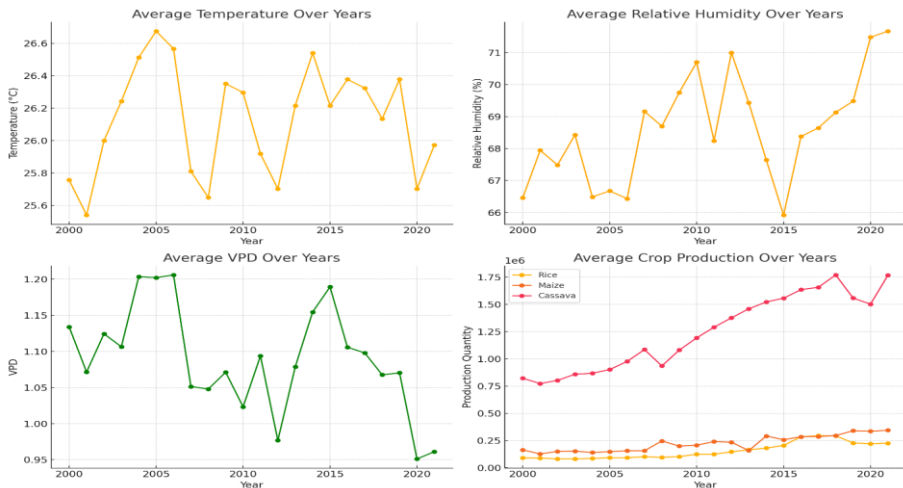 Average Temperature Over Years
26.6
26.4
26.2
26.0
25.8
25.6
Temperature (°C)
2000 2005 2010 2015 2020
Year
Average Relative Humidity Over Years
71
70
69
68
67
66
Relative Humidity (%)
2000 2005 2010 2015 2020
Year
Average VPD Over Years
1.20
1.15
1.10
1.05
1.00
0.95
VPD
2000 2005 2010 2015 2020
Year
Average Crop Production Over Years
1e6
1.75
1.50
1.25
1.00
0.75
0.50
0.25
0.00
Production Quantity
Rice
Maize
Cassava
2000 2005 2010 2015 2020
Year